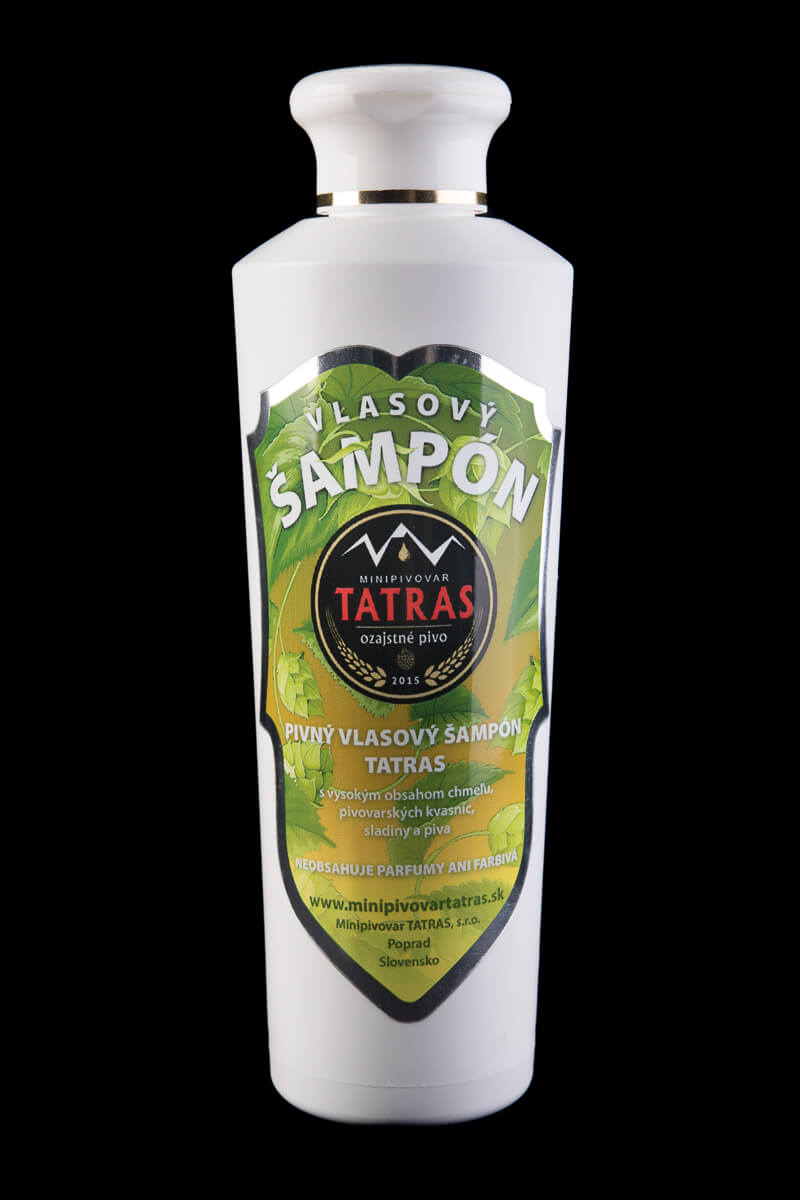 VLASOVÝ
ŠAMPÓN
MINIPIVOVAR
TATRAS
ozajstné pivo
2015
PIVNÝ VLASOVÝ ŠAMPÓN
TATRAS
s vysokým obsahom chmeľu,
pivovarských kvasníc,
sladiny a piva
NEOBSAHUJE PARFUMY ANI FARBIVÁ
www.minipivovartatras.sk
Minipivovar TATRAS, s.r.o.
Poprad
Slovensko